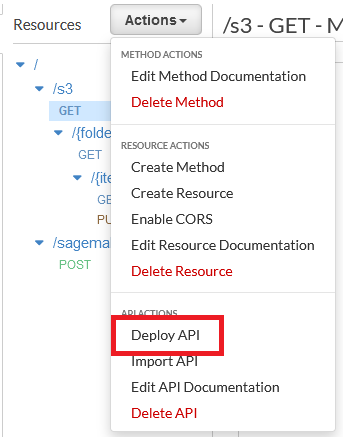 Resources
Actions
/s3 - GET - M
/
/s3
GET
/{folde
GET
/{ite
GE
PU
/sagema
POST
METHOD ACTIONS
Edit Method Documentation
Delete Method
RESOURCE ACTIONS
Create Method
Create Resource
Enable CORS
Edit Resource Documentation
Delete Resource
API ACTIONS
Deploy API
Import API
Edit API Documentation
Delete API